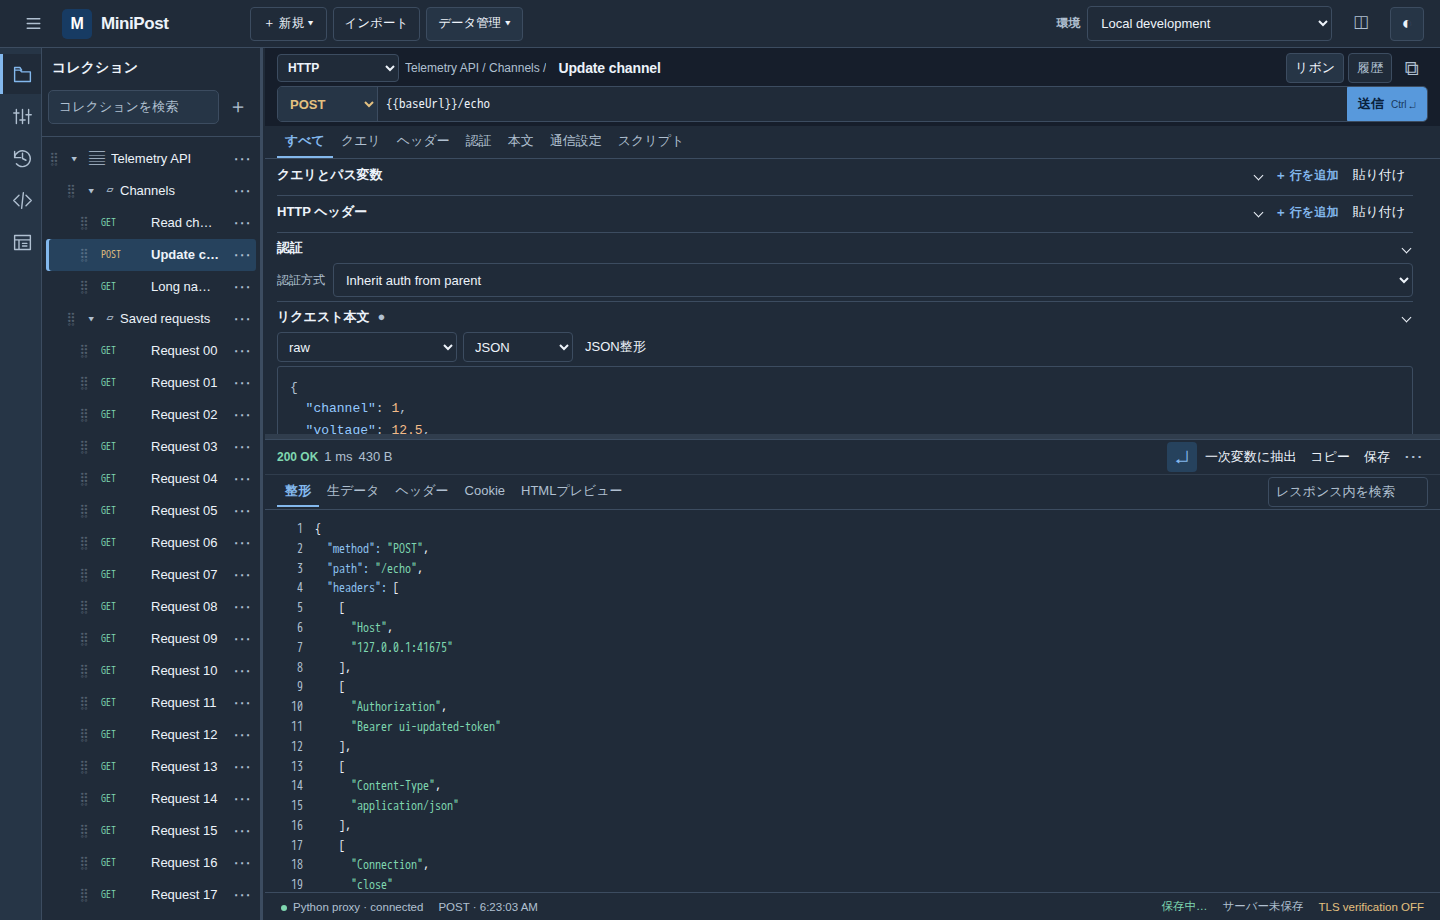 M MiniPost ＋ 新規 ▾ インポート データ管理 ▾ 環境 Local development
コレクション
コレクションを検索 ＋
Telemetry API ···
Channels ···
GET Read ch… ···
POST Update c… ···
GET Long na… ···
Saved requests ···
GET Request 00 ···
GET Request 01 ···
GET Request 02 ···
GET Request 03 ···
GET Request 04 ···
GET Request 05 ···
GET Request 06 ···
GET Request 07 ···
GET Request 08 ···
GET Request 09 ···
GET Request 10 ···
GET Request 11 ···
GET Request 12 ···
GET Request 13 ···
GET Request 14 ···
GET Request 15 ···
GET Request 16 ···
GET Request 17 ···
HTTP Telemetry API / Channels / Update channel リボン 履歴
POST {{baseUrl}}/echo 送信 Ctrl ⏎
すべて クエリ ヘッダー 認証 本文 通信設定 スクリプト
クエリとパス変数 ＋ 行を追加 貼り付け
HTTP ヘッダー ＋ 行を追加 貼り付け
認証
認証方式 Inherit auth from parent
リクエスト本文 ●
raw JSON JSON整形
{
"channel": 1,
"voltage": 12.5,
200 OK 1 ms 430 B 一次変数に抽出 コピー 保存 ···
整形 生データ ヘッダー Cookie HTMLプレビュー レスポンス内を検索
1 {
2 "method": "POST",
3 "path": "/echo",
4 "headers": [
5 [
6 "Host",
7 "127.0.0.1:41675"
8 ],
9 [
10 "Authorization",
11 "Bearer ui-updated-token"
12 ],
13 [
14 "Content-Type",
15 "application/json"
16 ],
17 [
18 "Connection",
19 "close"
Python proxy · connected POST · 6:23:03 AM 保存中… サーバー未保存 TLS verification OFF